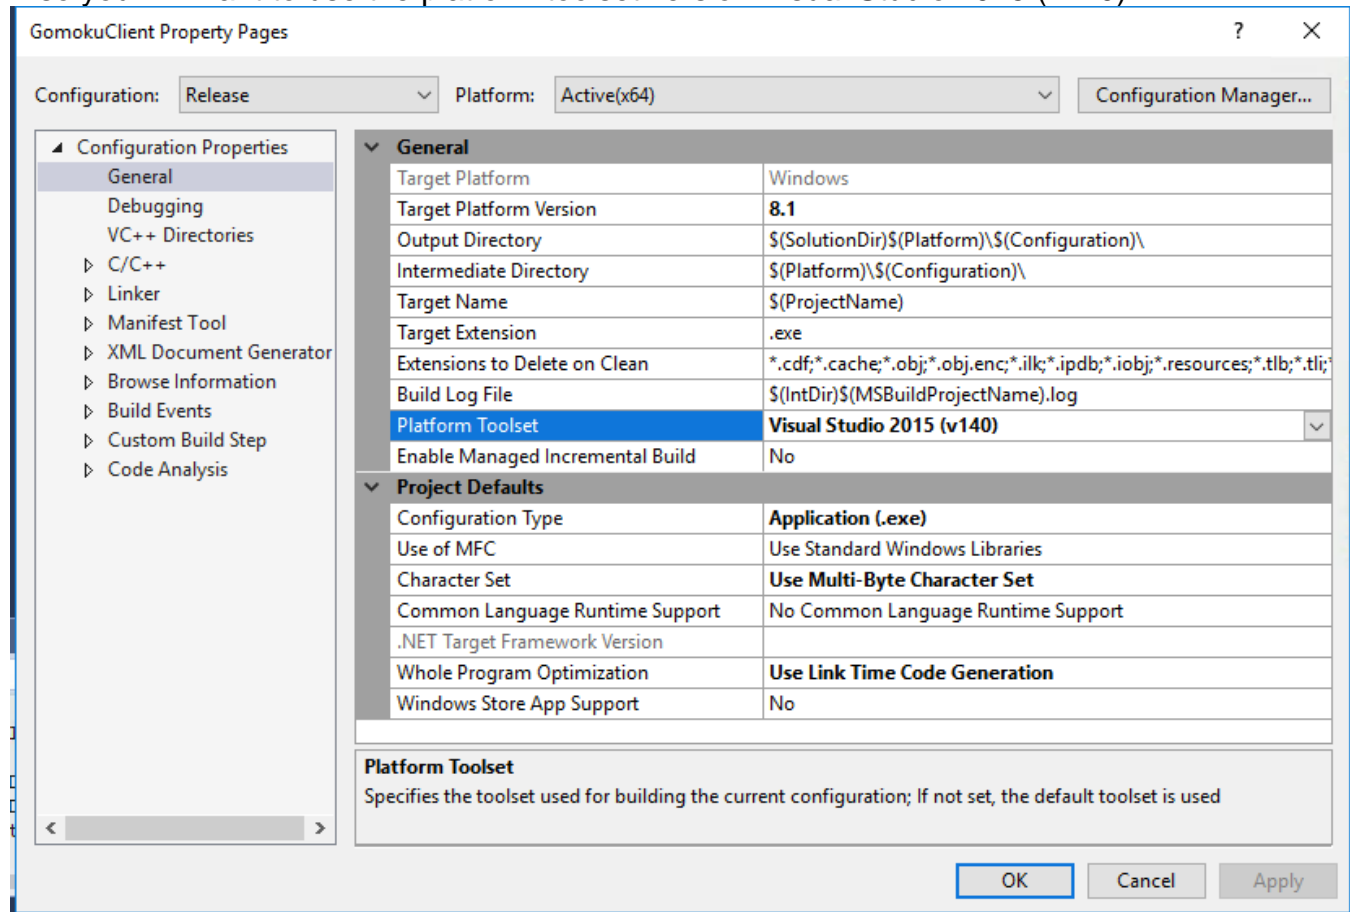 GomokuClient Property Pages ? ×
Configuration: Release Platform: Active(x64) Configuration Manager...
Configuration Properties
General
Debugging
VC++ Directories
C/C++
Linker
Manifest Tool
XML Document Generator
Browse Information
Build Events
Custom Build Step
Code Analysis
General
Target Platform Windows
Target Platform Version 8.1
Output Directory $(SolutionDir)$(Platform)\$(Configuration)\
Intermediate Directory $(Platform)\$(Configuration)\
Target Name $(ProjectName)
Target Extension .exe
Extensions to Delete on Clean *.cdf;*.cache;*.obj;*.obj.enc;*.ilk;*.ipdb;*.iobj;*.resources;*.tlb;*.tli;*
Build Log File $(IntDir)$(MSBuildProjectName).log
Platform Toolset Visual Studio 2015 (v140)
Enable Managed Incremental Build No
Project Defaults
Configuration Type Application (.exe)
Use of MFC Use Standard Windows Libraries
Character Set Use Multi-Byte Character Set
Common Language Runtime Support No Common Language Runtime Support
.NET Target Framework Version
Whole Program Optimization Use Link Time Code Generation
Windows Store App Support No
Platform Toolset
Specifies the toolset used for building the current configuration; If not set, the default toolset is used
OK Cancel Apply